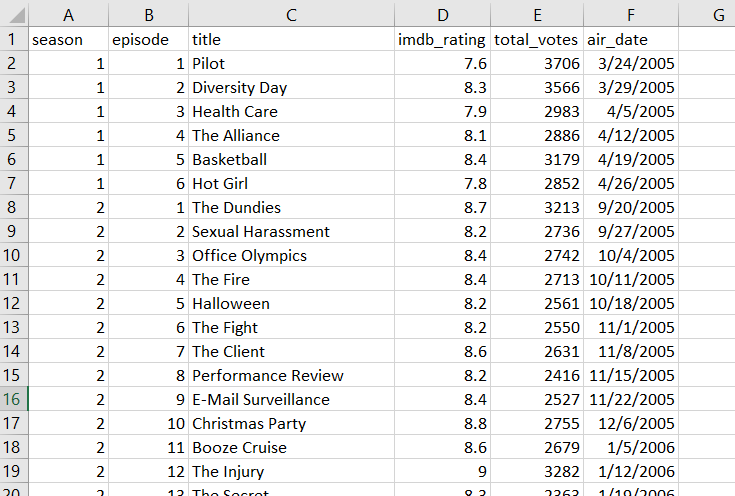 A B C D E F G
1 season episode title imdb_rating total_votes air_date
2 1 1 Pilot 7.6 3706 3/24/2005
3 1 2 Diversity Day 8.3 3566 3/29/2005
4 1 3 Health Care 7.9 2983 4/5/2005
5 1 4 The Alliance 8.1 2886 4/12/2005
6 1 5 Basketball 8.4 3179 4/19/2005
7 1 6 Hot Girl 7.8 2852 4/26/2005
8 2 1 The Dundies 8.7 3213 9/20/2005
9 2 2 Sexual Harassment 8.2 2736 9/27/2005
10 2 3 Office Olympics 8.4 2742 10/4/2005
11 2 4 The Fire 8.4 2713 10/11/2005
12 2 5 Halloween 8.2 2561 10/18/2005
13 2 6 The Fight 8.2 2550 11/1/2005
14 2 7 The Client 8.6 2631 11/8/2005
15 2 8 Performance Review 8.2 2416 11/15/2005
16 2 9 E-Mail Surveillance 8.4 2527 11/22/2005
17 2 10 Christmas Party 8.8 2755 12/6/2005
18 2 11 Booze Cruise 8.6 2679 1/5/2006
19 2 12 The Injury 9 3282 1/12/2006
20 2 13 The Secret 8.3 2363 1/19/2006